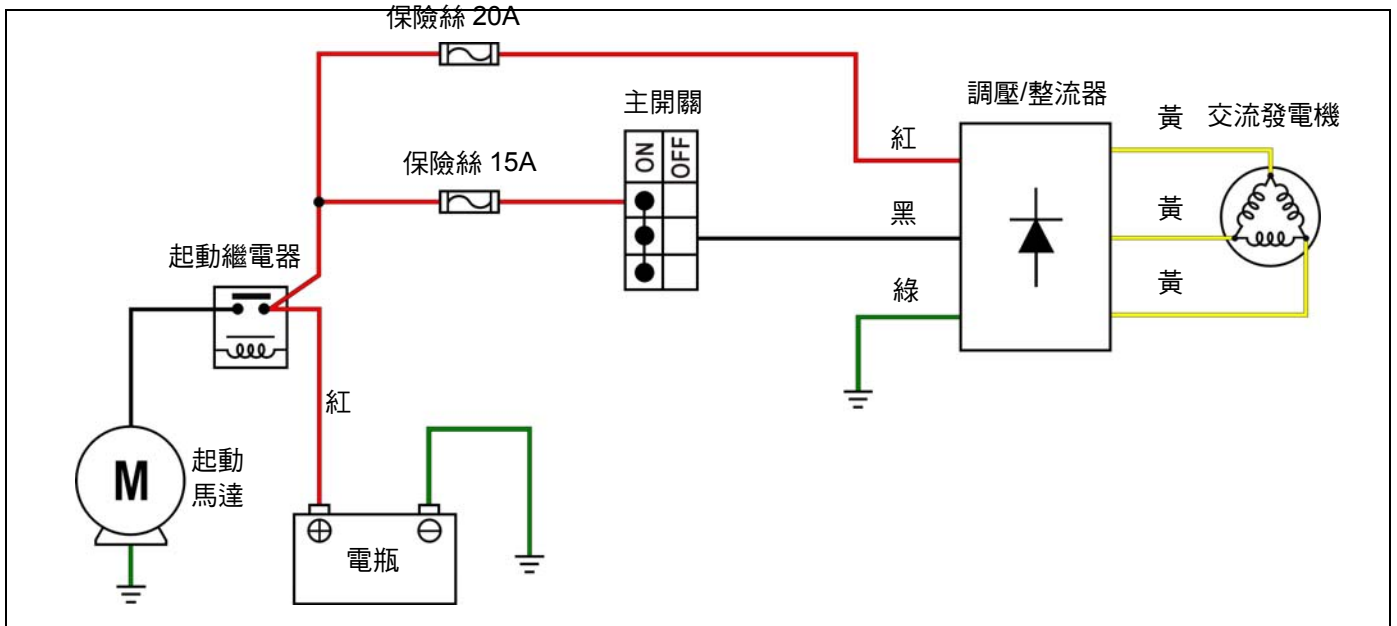 保險絲 20A
主開關
調壓/整流器
黃
交流發電機
ON
OFF
紅
保險絲 15A
黑
黃
起動繼電器
綠
黃
紅
M
起動
馬達
電瓶